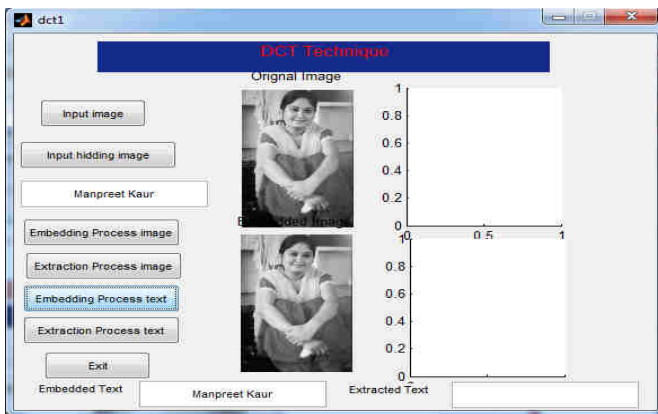 dct1
DCT Technique
Orignal Image
Input image
Input hidding image
Manpreet Kaur
Embedding Process image
Extraction Process image
Embedding Process text
Extraction Process text
Exit
1
0.8
0.6
0.4
0.2
0
0.5
1
Embedded Image
1
0.8
0.6
0.4
0.2
Embedded Text
Manpreet Kaur
Extracted Text